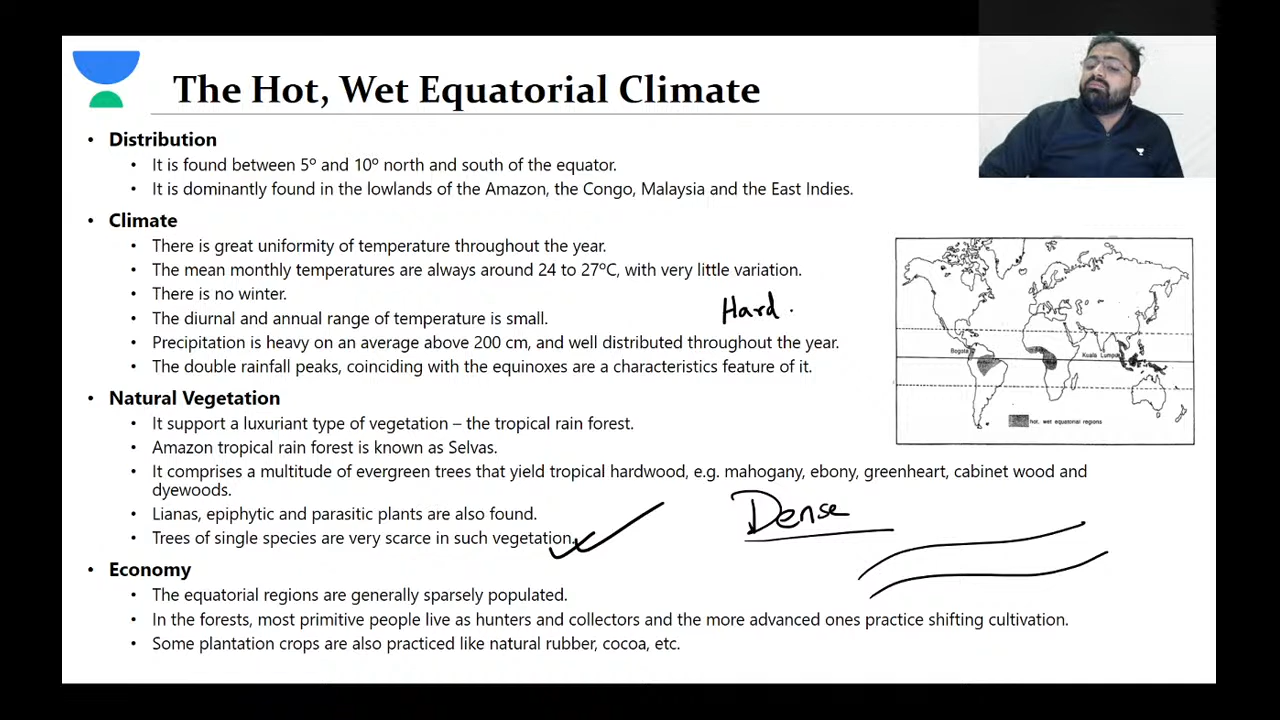 The Hot, Wet Equatorial Climate
• Distribution
• It is found between 5º and 10º north and south of the equator.
• It is dominantly found in the lowlands of the Amazon, the Congo, Malaysia and the East Indies.
• Climate
• There is great uniformity of temperature throughout the year.
• The mean monthly temperatures are always around 24 to 27ºC, with very little variation.
• There is no winter.
Hard .
• The diurnal and annual range of temperature is small.
• Precipitation is heavy on an average above 200 cm, and well distributed throughout the year.
• The double rainfall peaks, coinciding with the equinoxes are a characteristics feature of it.
Bogota
Kuala Lumpur
hot, wet equatorial regions
• Natural Vegetation
• It support a luxuriant type of vegetation – the tropical rain forest.
• Amazon tropical rain forest is known as Selvas.
• It comprises a multitude of evergreen trees that yield tropical hardwood, e.g. mahogany, ebony, greenheart, cabinet wood and
dyewoods.
• Lianas, epiphytic and parasitic plants are also found.
Dense
• Trees of single species are very scarce in such vegetation.
• Economy
• The equatorial regions are generally sparsely populated.
• In the forests, most primitive people live as hunters and collectors and the more advanced ones practice shifting cultivation.
• Some plantation crops are also practiced like natural rubber, cocoa, etc.